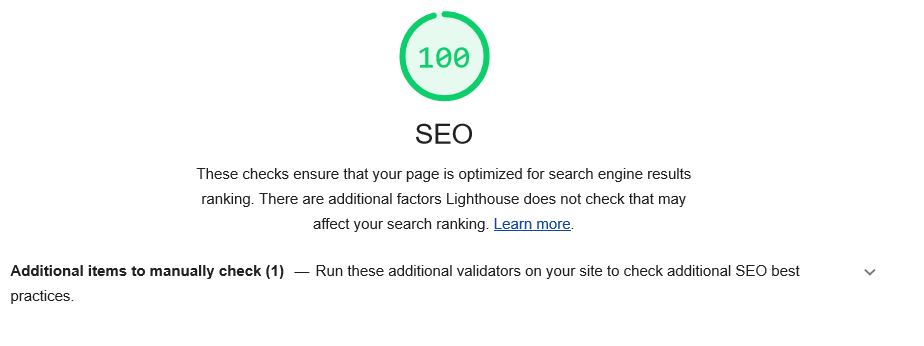 100
SEO
These checks ensure that your page is optimized for search engine results
ranking. There are additional factors Lighthouse does not check that may
affect your search ranking. Learn more.
Additional items to manually check (1) — Run these additional validators on your site to check additional SEO best
practices.